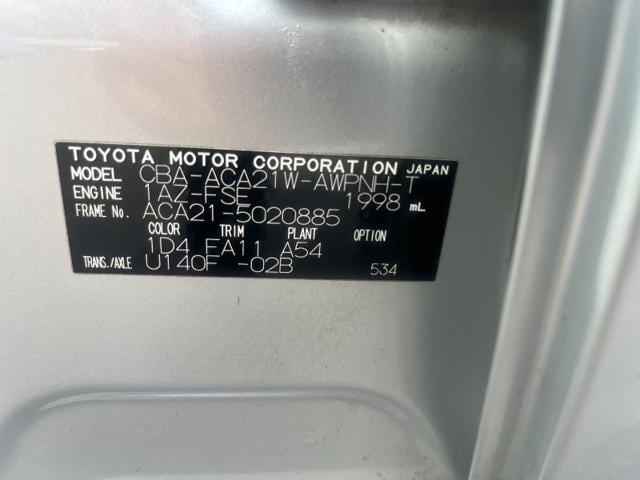 TOYOTA MOTOR CORPORATION JAPAN
MODEL CBA-ACA21W-AWPNH-T
ENGINE 1AZ-FSE 1998 mL
FRAME No. ACA21-5020885
COLOR TRIM PLANT OPTION
1D4 FA11 A54
TRANS./AXLE U140F -02B 534